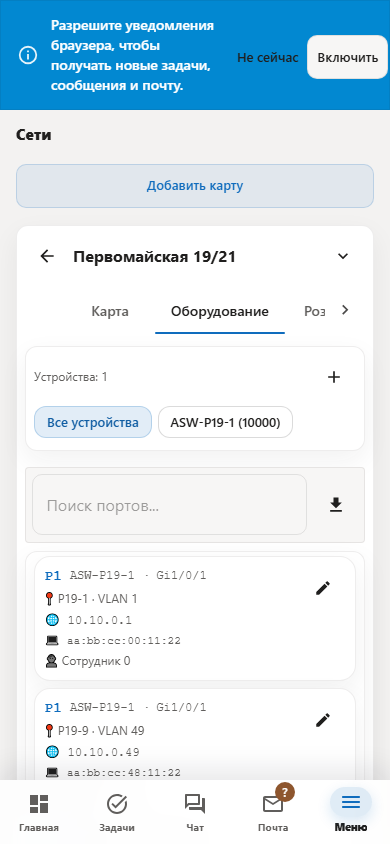 Разрешите уведомления
браузера, чтобы
получать новые задачи,
сообщения и почту.
Не сейчас
Включить
Сети
Добавить карту
Первомайская 19/21
Карта
Оборудование
Роз
Устройства: 1
Все устройства
ASW-P19-1 (10000)
Поиск портов...
P1 ASW-P19-1 · Gi1/0/1
P19-1 · VLAN 1
10.10.0.1
aa:bb:cc:00:11:22
Сотрудник 0
P1 ASW-P19-1 · Gi1/0/1
P19-9 · VLAN 49
10.10.0.49
aa:bb:cc:48:11:22
?
Главная
Задачи
Чат
Почта
Меню